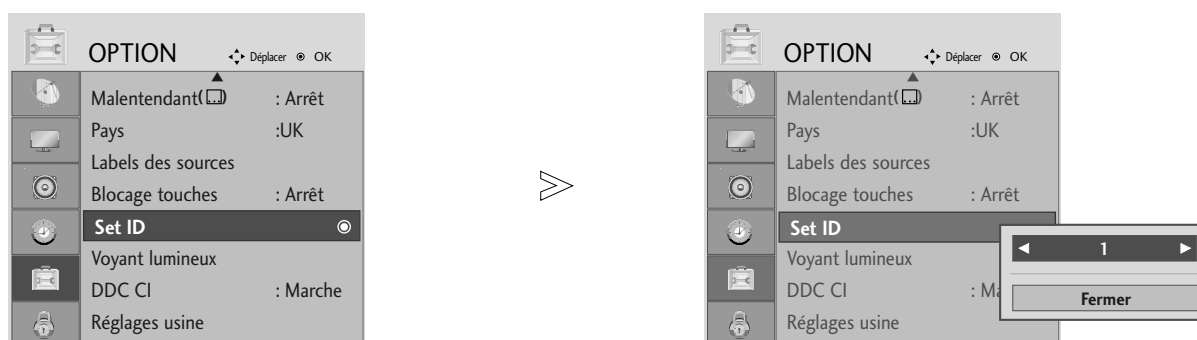 OPTION Déplacer OK
Malentendant( ) : Arrêt
Pays :UK
Labels des sources
Blocage touches : Arrêt
Set ID
Voyant lumineux
DDC CI : Marche
Réglages usine
OPTION Déplacer OK
Malentendant( ) : Arrêt
Pays :UK
Labels des sources
Blocage touches : Arrêt
Set ID
◄ 1 ►
Voyant lumineux
DDC CI : Ma
Fermer
Réglages usine